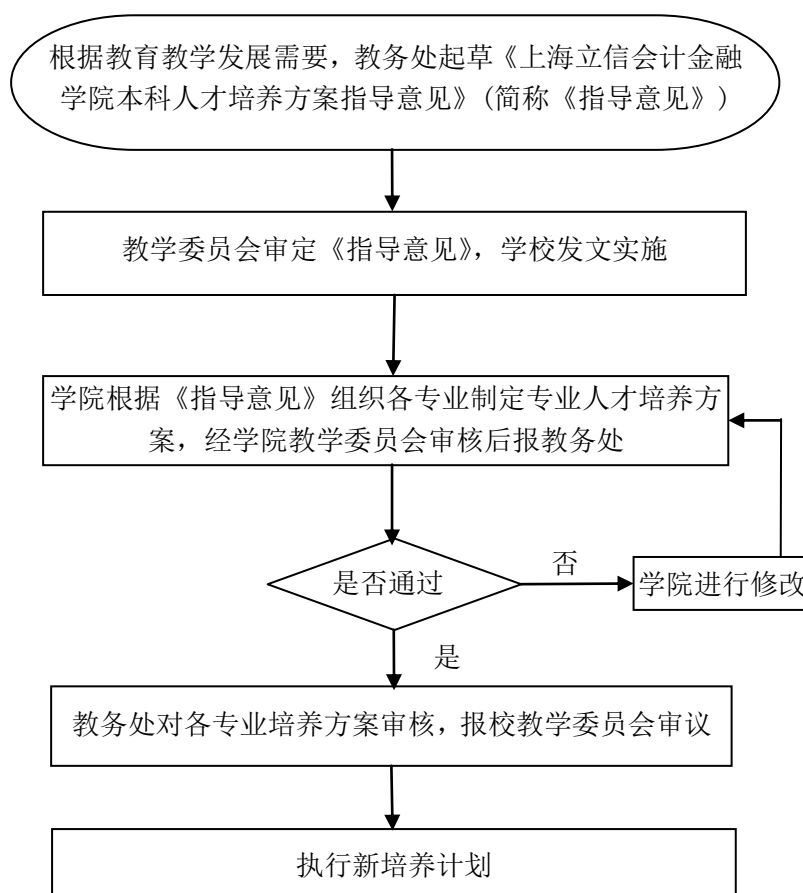 根据教育教学发展需要，教务处起草《上海立信会计金融
学院本科人才培养方案指导意见》(简称《指导意见》)
教学委员会审定《指导意见》，学校发文实施
学院根据《指导意见》组织各专业制定专业人才培养方
案，经学院教学委员会审核后报教务处
是否通过
否
学院进行修改
是
教务处对各专业培养方案审核，报校教学委员会审议
执行新培养计划